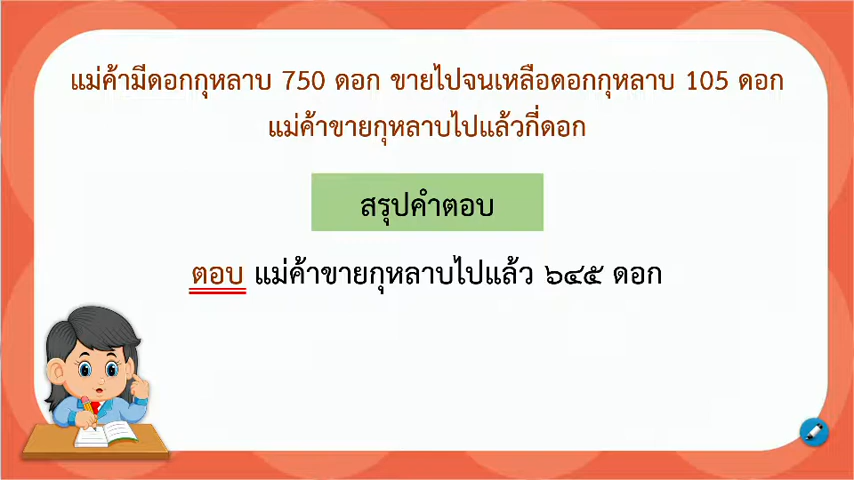 แม่ค้ามีดอกกุหลาบ 750 ดอก ขายไปจนเหลือดอกกุหลาบ 105 ดอก
แม่ค้าขายกุหลาบไปแล้วกี่ดอก
สรุปคำตอบ
ตอบ แม่ค้าขายกุหลาบไปแล้ว ๖๔๕ ดอก